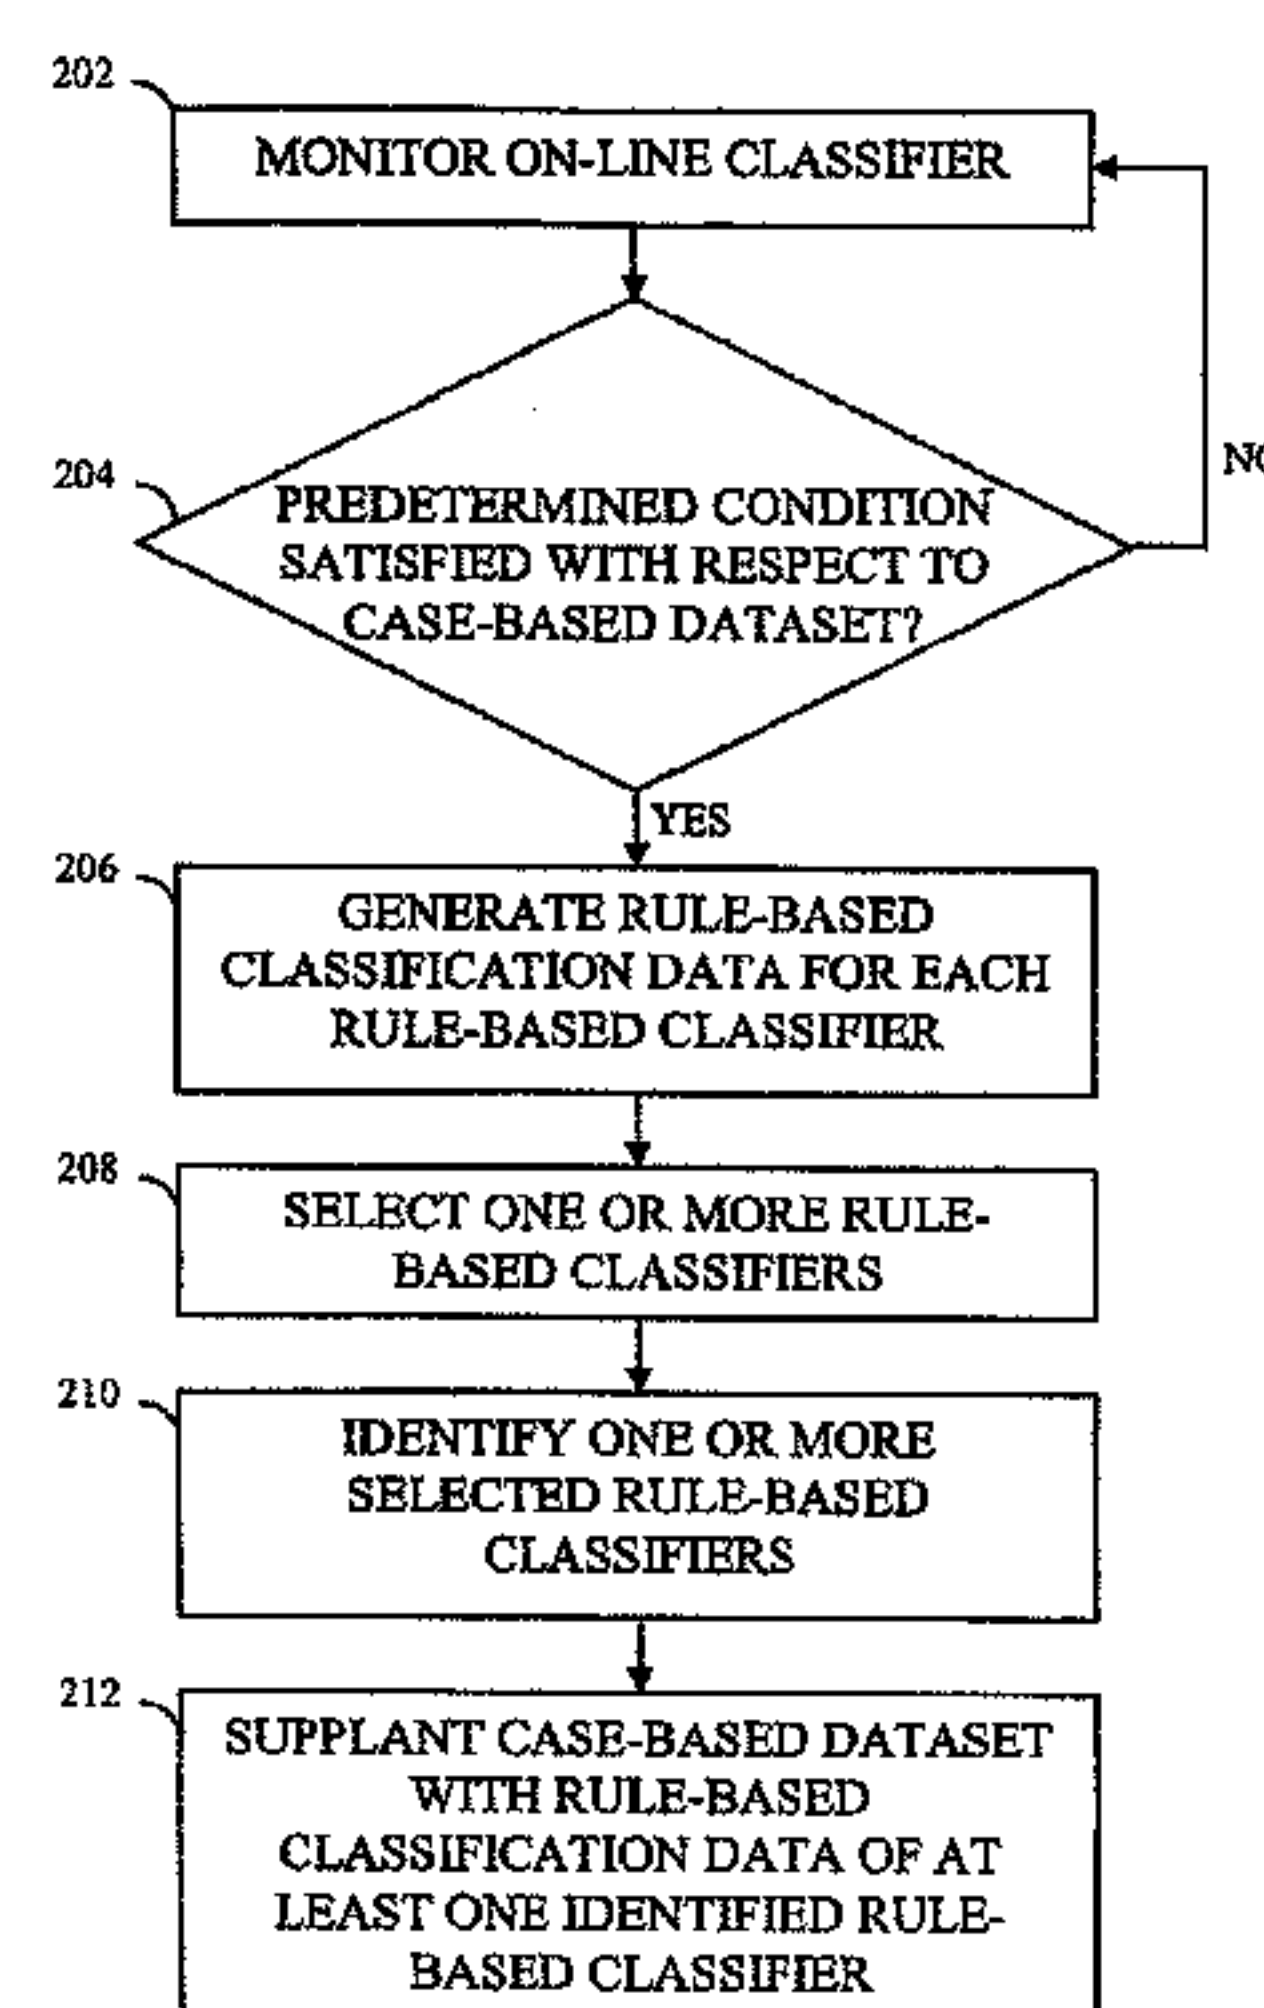 202
MONITOR ON-LINE CLASSIFIER
204
PREDETERMINED CONDITION
SATISFIED WITH RESPECT TO
CASE-BASED DATASET?
YES
206
GENERATE RULE-BASED
CLASSIFICATION DATA FOR EACH
RULE-BASED CLASSIFIER
208
SELECT ONE OR MORE RULE-
BASED CLASSIFIERS
210
IDENTIFY ONE OR MORE
SELECTED RULE-BASED
CLASSIFIERS
212
SUPPLANT CASE-BASED DATASET
WITH RULE-BASED
CLASSIFICATION DATA OF AT
LEAST ONE IDENTIFIED RULE-
BASED CLASSIFIER